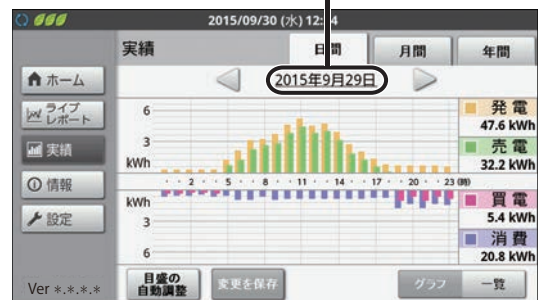 2015/09/30 (水) 12: 4
実績
日間
月間
年間
2015年9月29日
ホーム
ライブ
レポート
実績
情報
設定
6
3
kWh
2 5 8 11 14 17 20 23 (時)
kWh
3
6
発電
47.6 kWh
売電
32.2 kWh
買電
5.4 kWh
消費
20.8 kWh
目盛の
自動調整
変更を保存
グラフ
一覧
Ver *.*.*.*